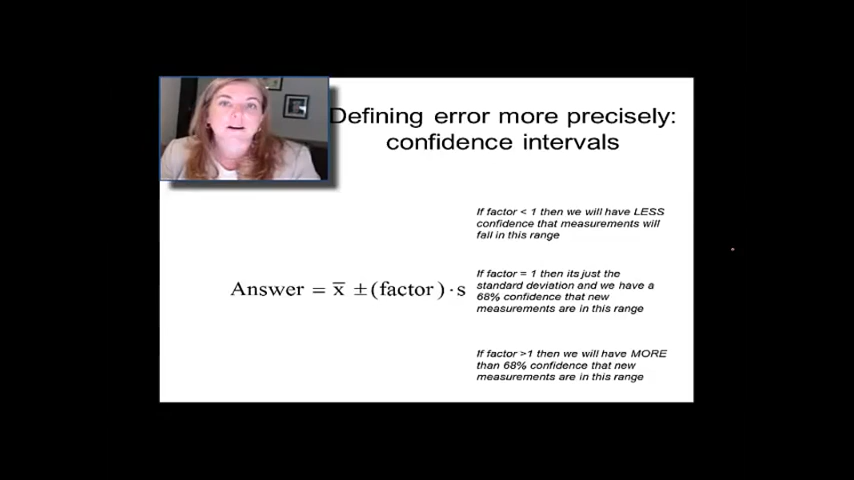 Defining error more precisely:
confidence intervals
If factor < 1 then we will have LESS
confidence that measurements will
fall in this range
Answer = x̅ ±(factor)·s
If factor = 1 then its just the
standard deviation and we have a
68% confidence that new
measurements are in this range
If factor >1 then we will have MORE
than 68% confidence that new
measurements are in this range